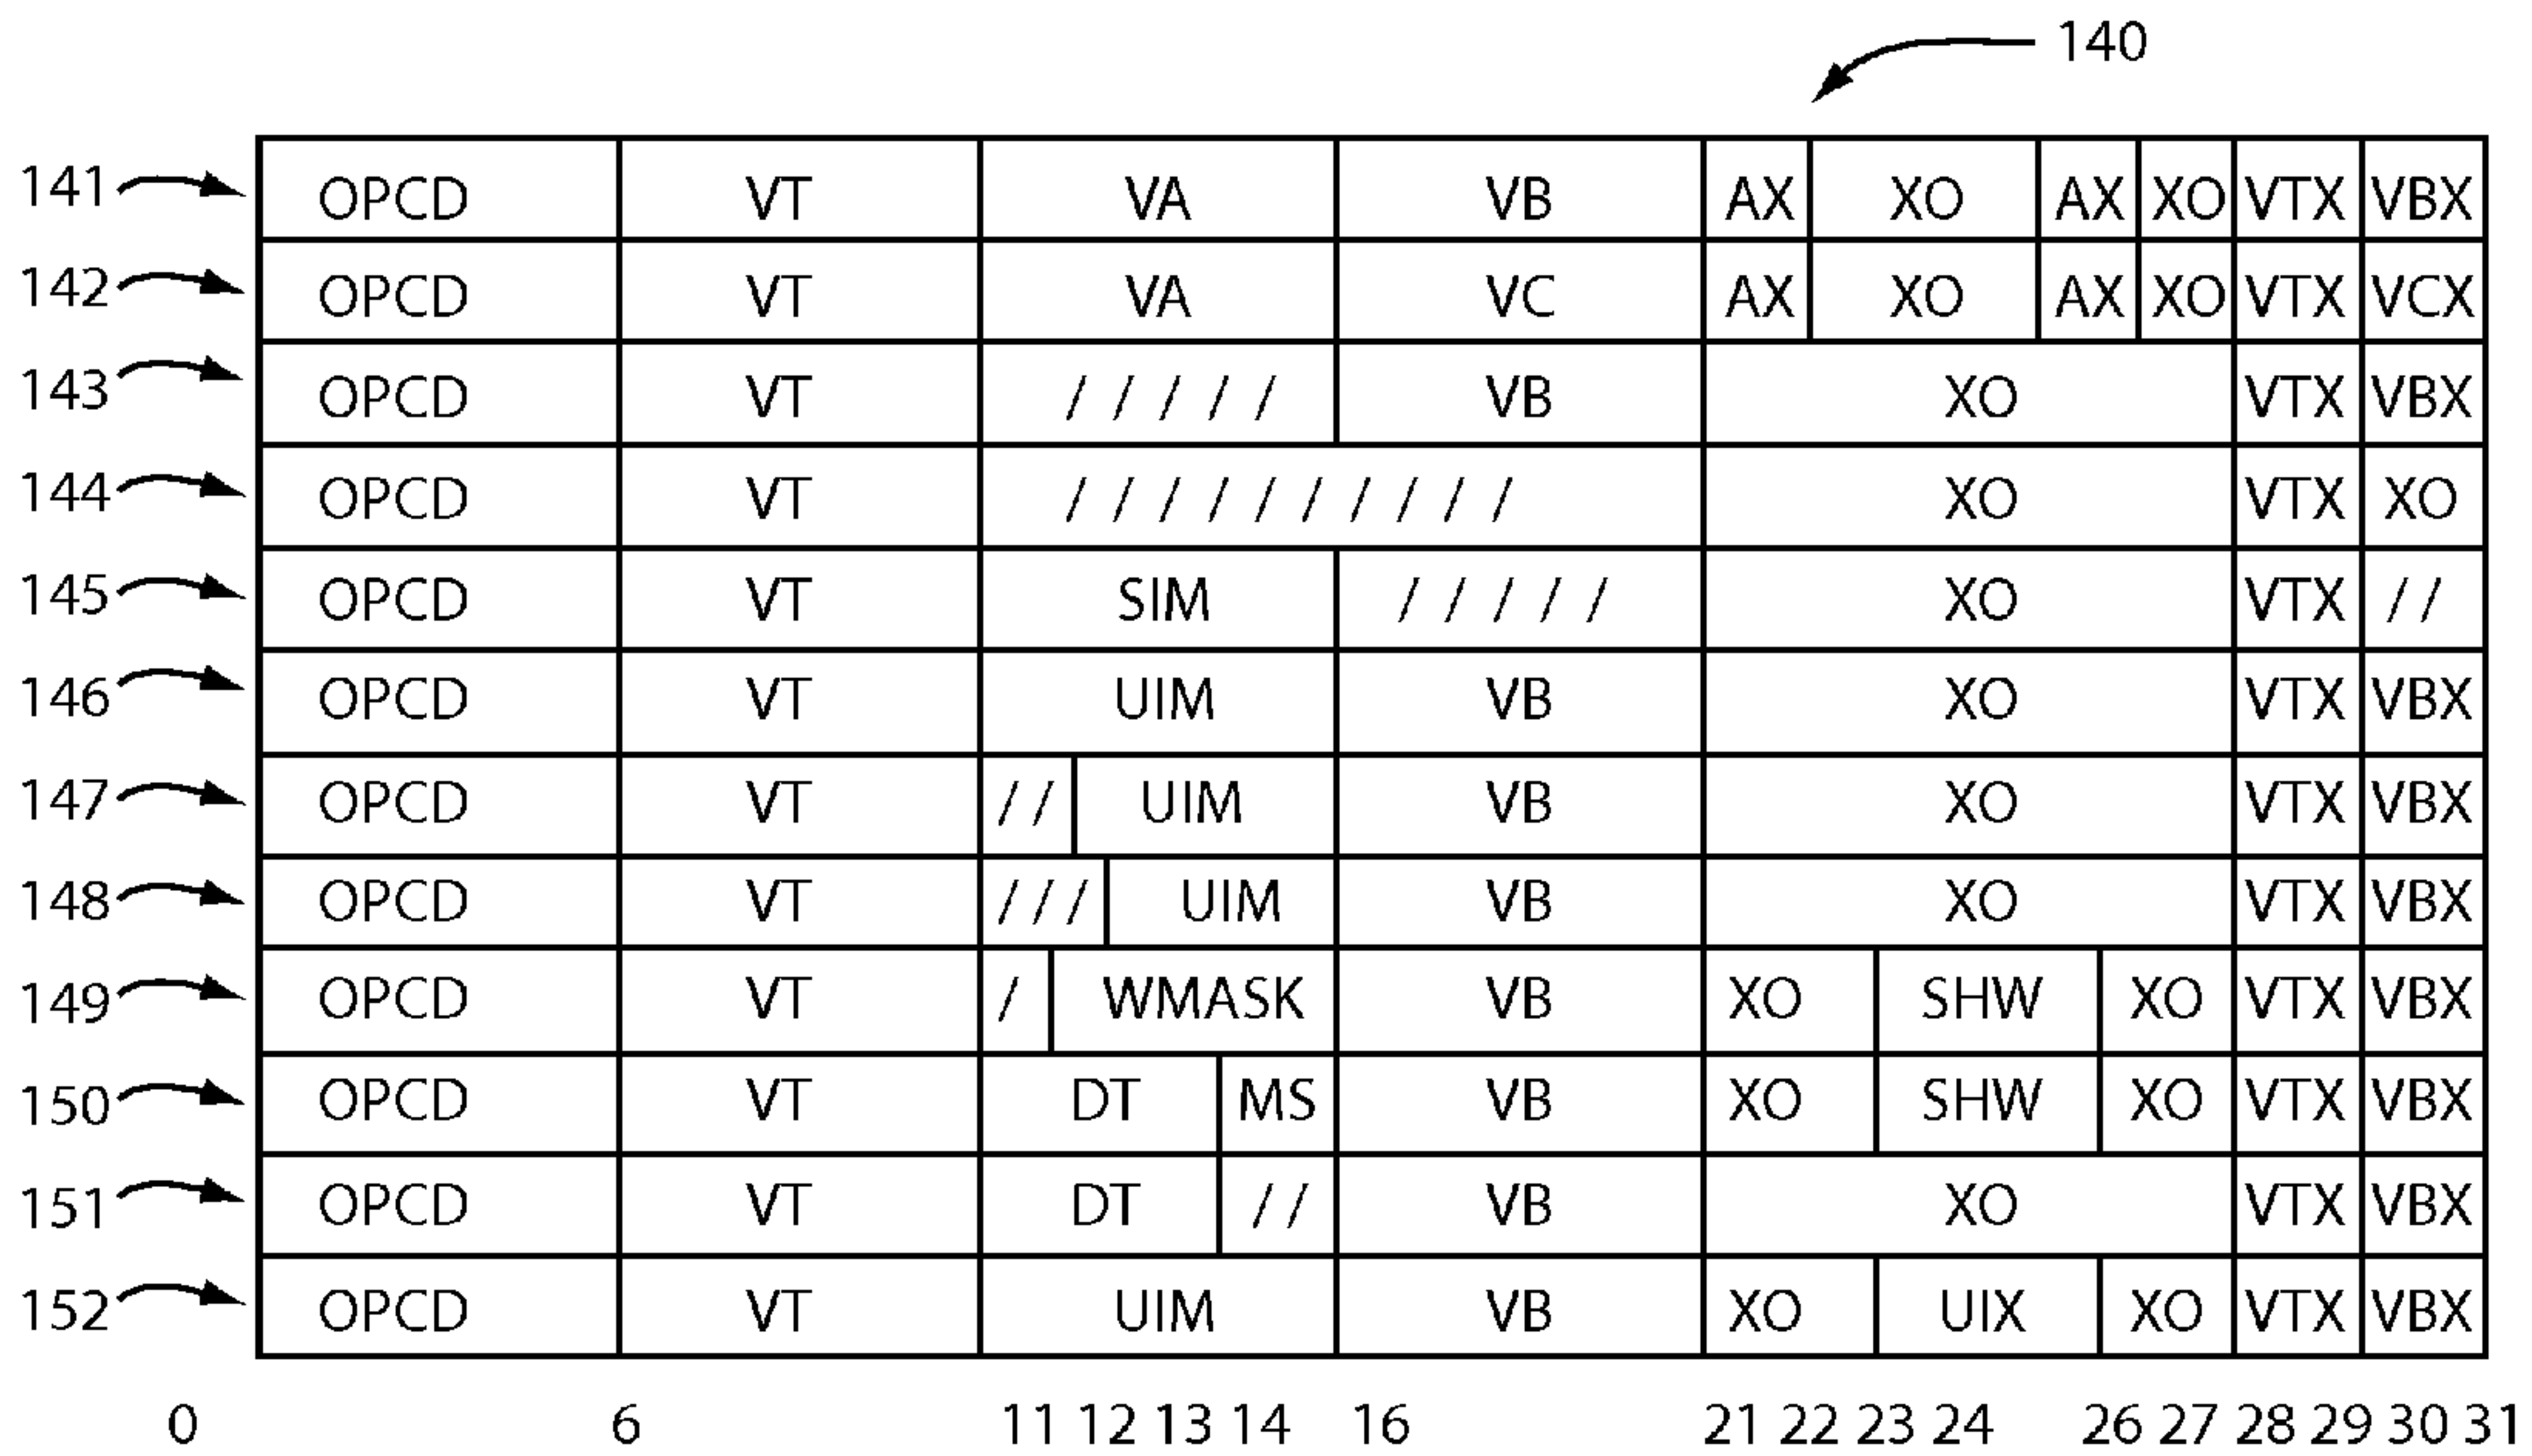 140
141 OPCD VT VA VB AX XO AX XO VTX VBX
142 OPCD VT VA VC AX XO AX XO VTX VCX
143 OPCD VT / / / / / VB XO VTX VBX
144 OPCD VT / / / / / / / / / / XO VTX XO
145 OPCD VT SIM / / / / / XO VTX //
146 OPCD VT UIM VB XO VTX VBX
147 OPCD VT // UIM VB XO VTX VBX
148 OPCD VT /// UIM VB XO VTX VBX
149 OPCD VT / WMASK VB XO SHW XO VTX VBX
150 OPCD VT DT MS VB XO SHW XO VTX VBX
151 OPCD VT DT // VB XO VTX VBX
152 OPCD VT UIM VB XO UIX XO VTX VBX
0 6 11 12 13 14 16 21 22 23 24 26 27 28 29 30 31